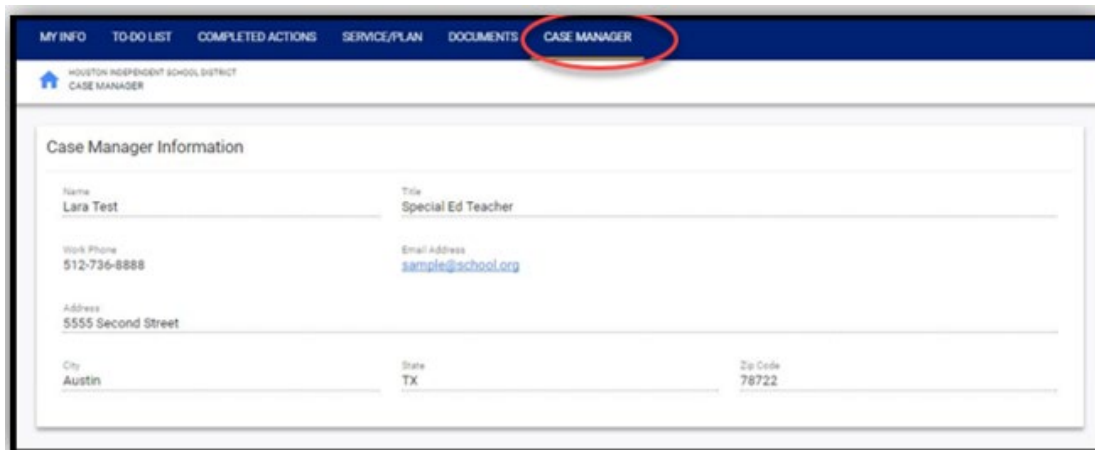 MY INFO TO-DO LIST COMPLETED ACTIONS SERVICE/PLAN DOCUMENTS CASE MANAGER
HOUSTON INDEPENDENT SCHOOL DISTRICT
CASE MANAGER
Case Manager Information
Name Title
Lara Test Special Ed Teacher
Work Phone Email Address
512-736-8888 sample@school.org
Address
5555 Second Street
City State Zip Code
Austin TX 78722